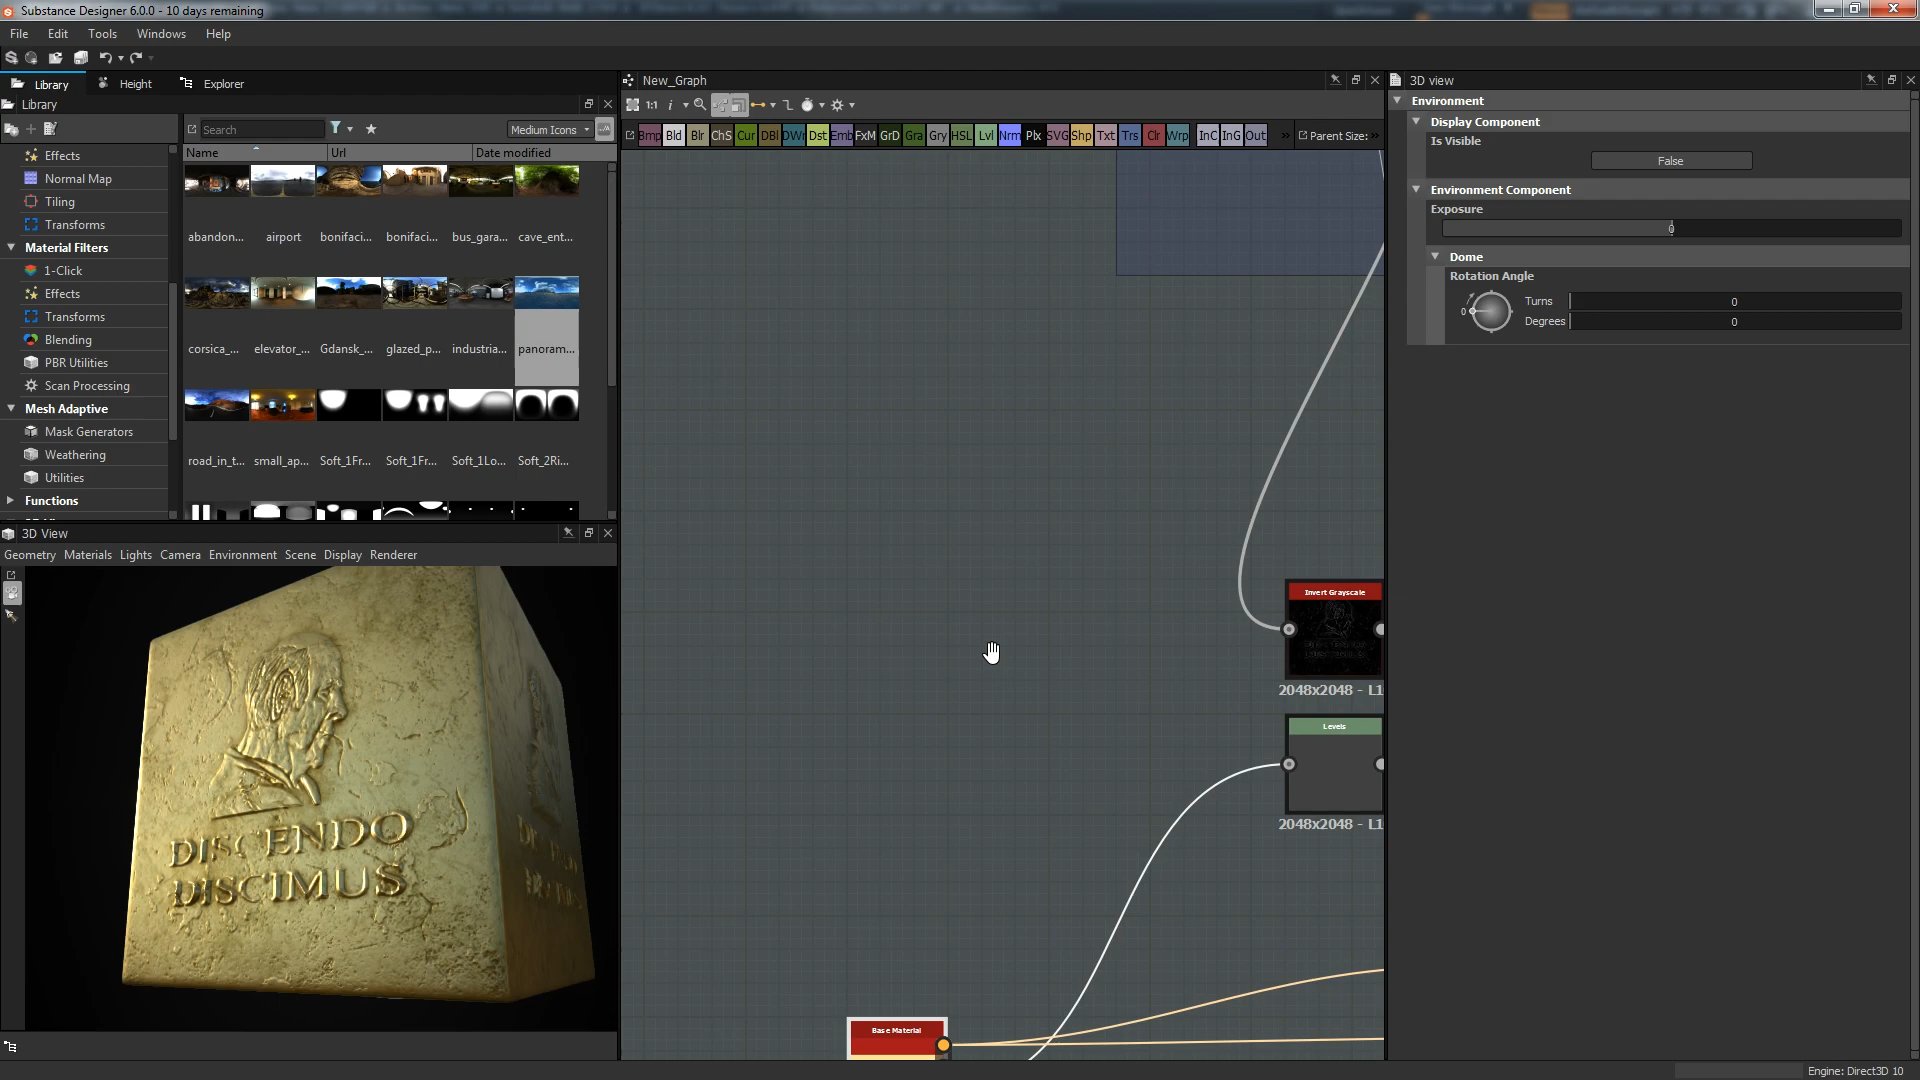 Substance Designer 6.0.0 - 10 days remaining
File Edit Tools Windows Help
Library Height Explorer
Library
Search
Medium Icons
Name Url Date modified
Effects
Normal Map
Tiling
Transforms
Material Filters
1-Click
Effects
Transforms
Blending
PBR Utilities
Scan Processing
Mesh Adaptive
Mask Generators
Weathering
Utilities
Functions
abandon... airport bonifaci... bonifaci... bus_gara... cave_ent...
corsica_... elevator_... Gdansk_... glazed_p... industria... panoram...
road_in_t... small_ap... Soft_1Fr... Soft_1Fr... Soft_1Lo... Soft_2Ri...
3D View
Geometry Materials Lights Camera Environment Scene Display Renderer
DISCENDO
DISCIMUS
New_Graph
1:1
Bmp Bld Blr ChS Cur DBl DWr Dst Emb FxM GrD Gra Gry HSL Lvl Nrm Plx SVG Shp Txt Trs Clr Wrp InC InG Out Parent Size:
Invert Grayscale
2048x2048 - L1
Levels
2048x2048 - L1
Base Material
3D view
Environment
Display Component
Is Visible
False
Environment Component
Exposure
0
Dome
Rotation Angle
0
Turns 0
Degrees 0
Engine: Direct3D 10